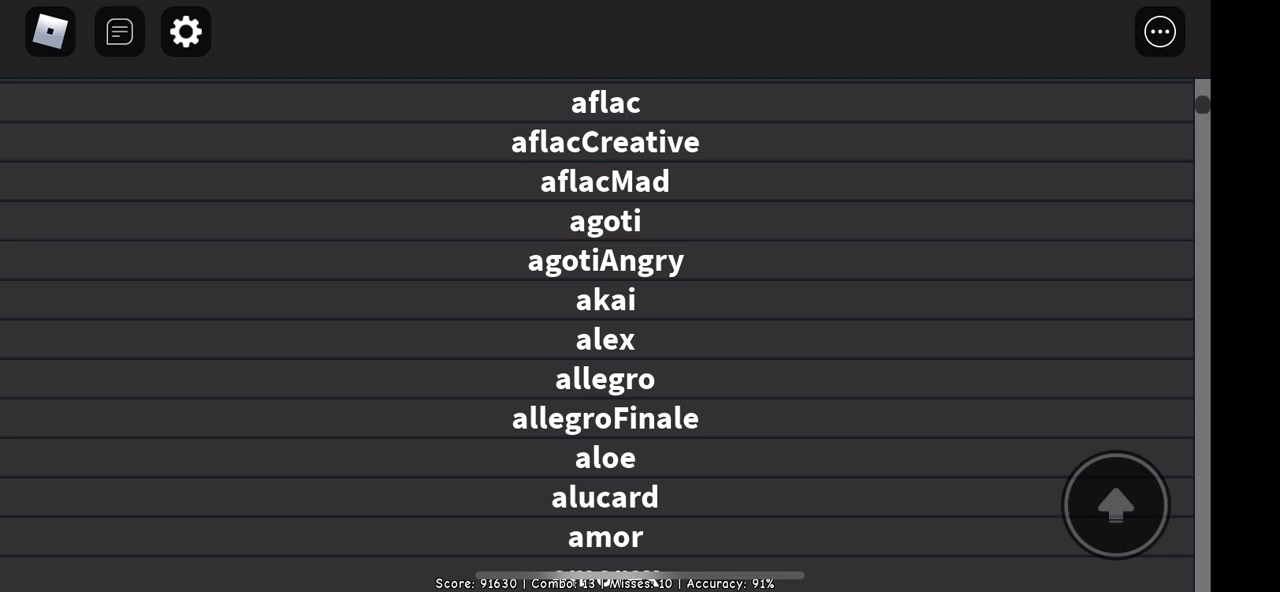 aflac
aflacCreative
aflacMad
agoti
agotiAngry
akai
alex
allegro
allegroFinale
aloe
alucard
amor
Score: 91630 | Combo: 13 | Misses: 10 | Accuracy: 91%